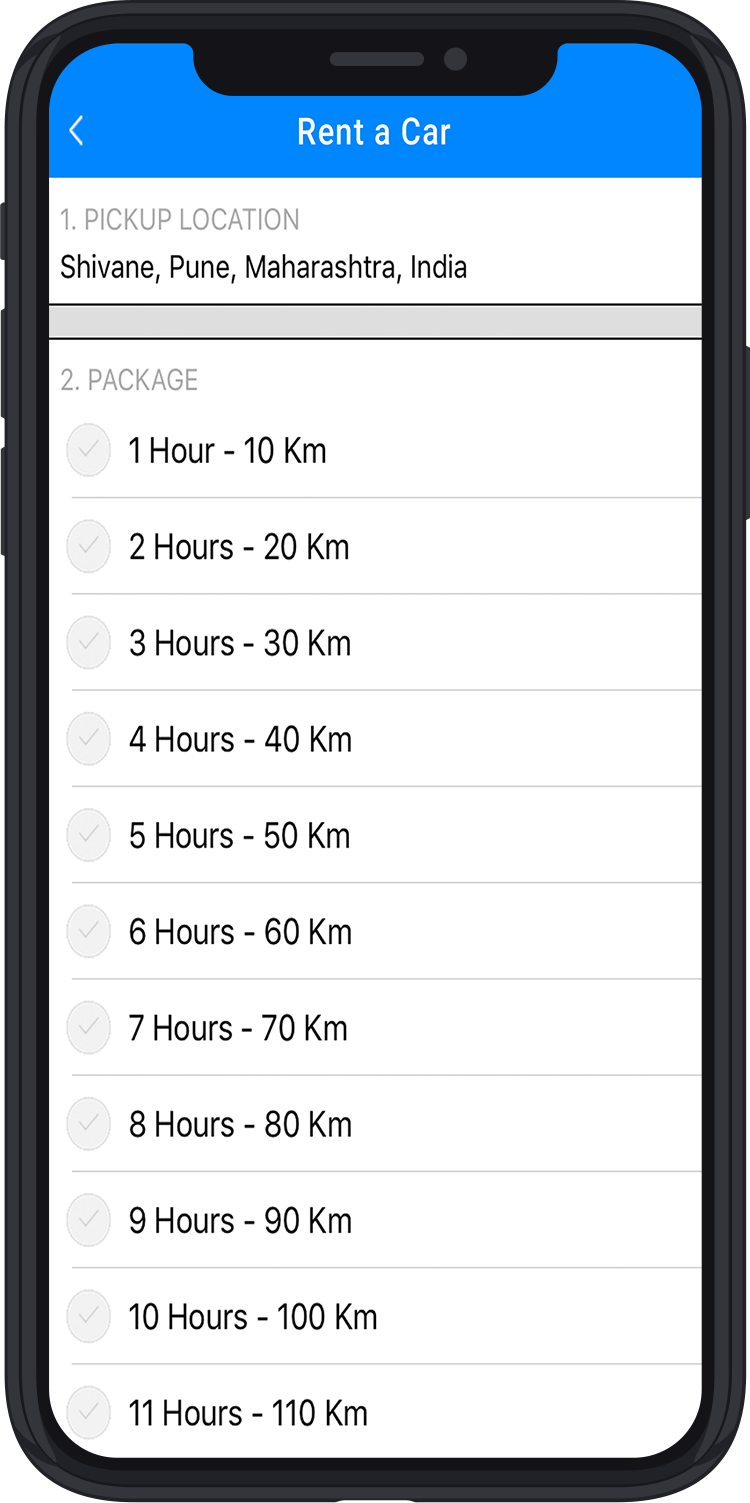 Rent a Car
1. PICKUP LOCATION
Shivane, Pune, Maharashtra, India
2. PACKAGE
1 Hour - 10 Km
2 Hours - 20 Km
3 Hours - 30 Km
4 Hours - 40 Km
5 Hours - 50 Km
6 Hours - 60 Km
7 Hours - 70 Km
8 Hours - 80 Km
9 Hours - 90 Km
10 Hours - 100 Km
11 Hours - 110 Km